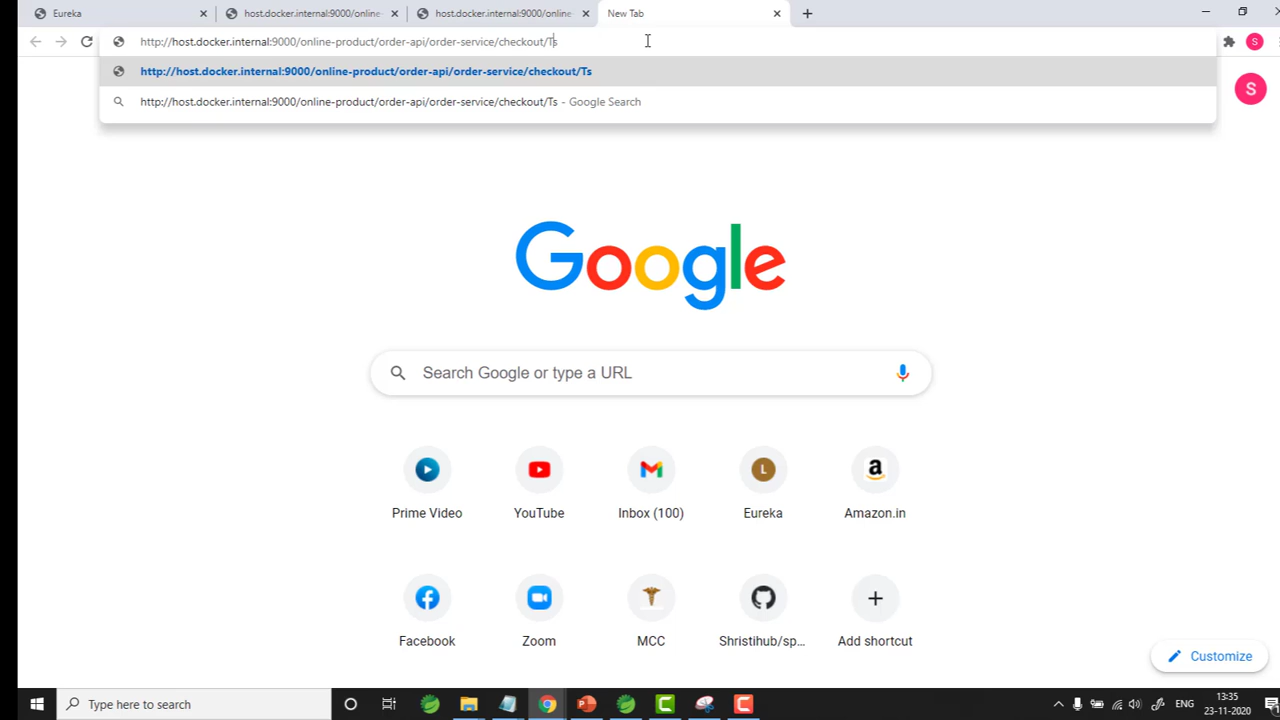 Eureka
host.docker.internal:9000/online-
host.docker.internal:9000/online-
New Tab
http://host.docker.internal:9000/online-product/order-api/order-service/checkout/Ts
S
http://host.docker.internal:9000/online-product/order-api/order-service/checkout/Ts
http://host.docker.internal:9000/online-product/order-api/order-service/checkout/Ts - Google Search
S
Google
Search Google or type a URL
L
a
Prime Video
YouTube
Inbox (100)
Eureka
Amazon.in
Facebook
Zoom
MCC
Shristihub/sp...
Add shortcut
Customize
Type here to search
ENG
13:35
23-11-2020